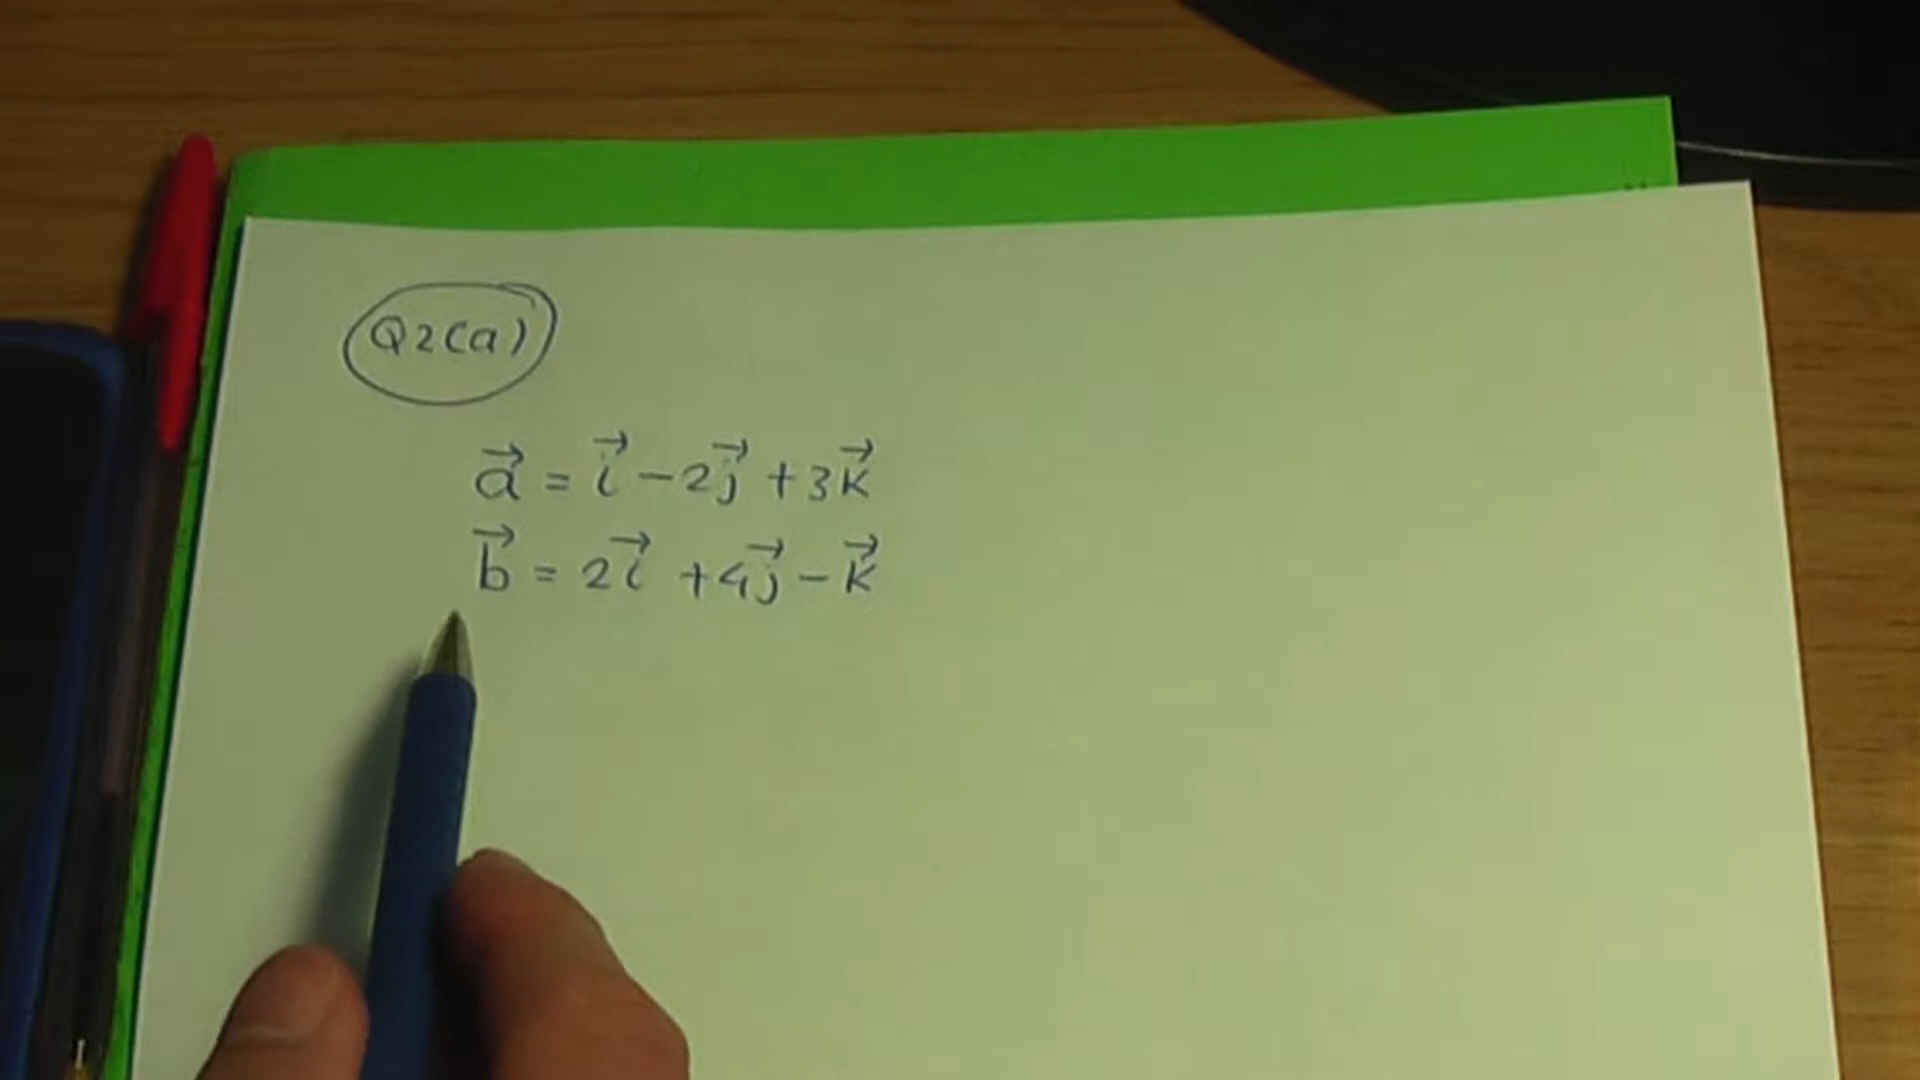 Q2(a)
a⃗ = i⃗ - 2j⃗ + 3k⃗
b⃗ = 2i⃗ + 4j⃗ - k⃗